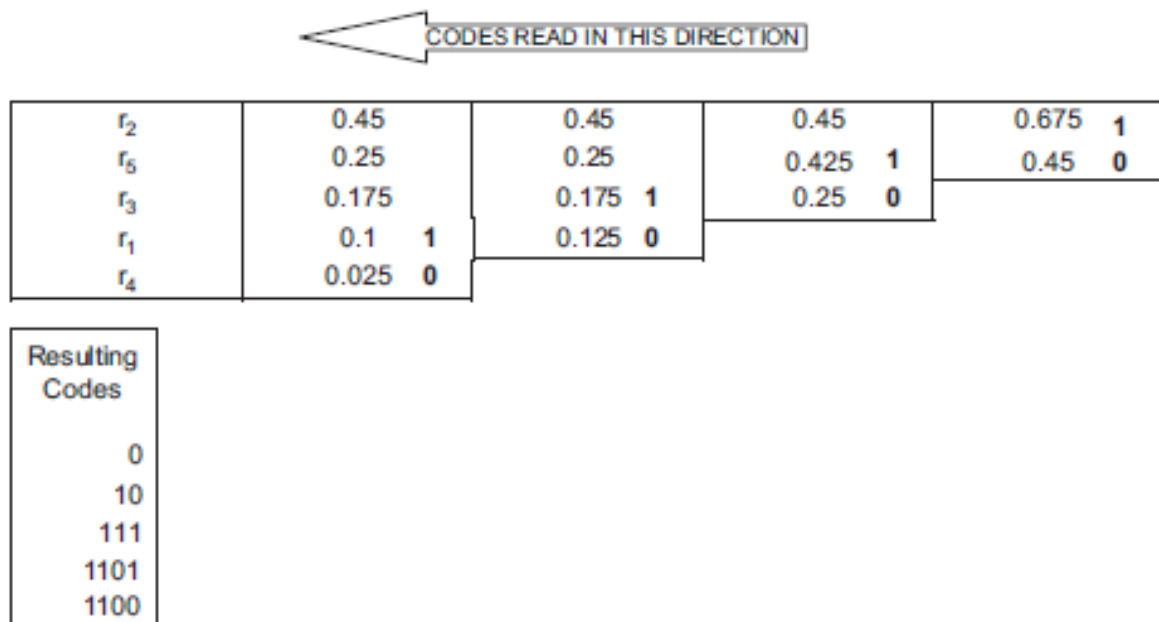 CODES READ IN THIS DIRECTION
r₂ 0.45 0.45 0.45 0.675 1
r₅ 0.25 0.25 0.425 1 0.45 0
r₃ 0.175 0.175 1 0.25 0
r₁ 0.1 1 0.125 0
r₄ 0.025 0
Resulting
Codes
0
10
111
1101
1100